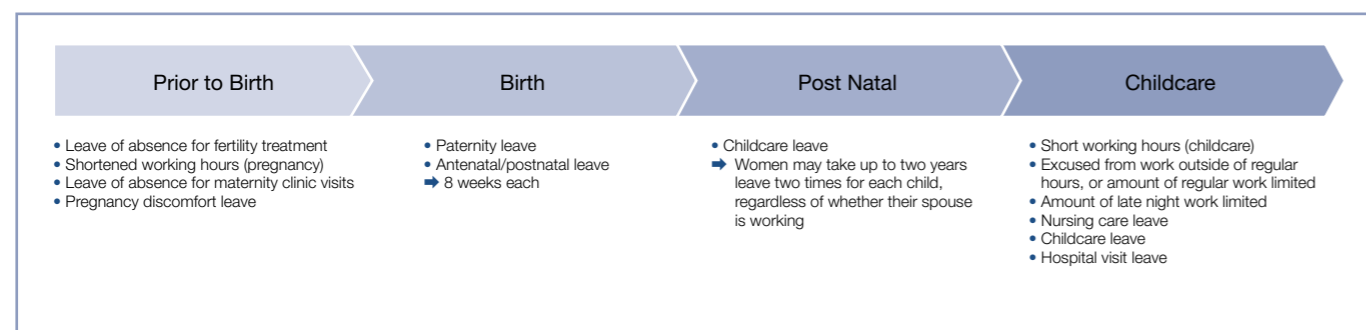 Prior to Birth
Birth
Post Natal
Childcare
• Leave of absence for fertility treatment
• Shortened working hours (pregnancy)
• Leave of absence for maternity clinic visits
• Pregnancy discomfort leave
• Paternity leave
• Antenatal/postnatal leave
➡ 8 weeks each
• Childcare leave
➡ Women may take up to two years
leave two times for each child,
regardless of whether their spouse
is working
• Short working hours (childcare)
• Excused from work outside of regular
hours, or amount of regular work limited
• Amount of late night work limited
• Nursing care leave
• Childcare leave
• Hospital visit leave